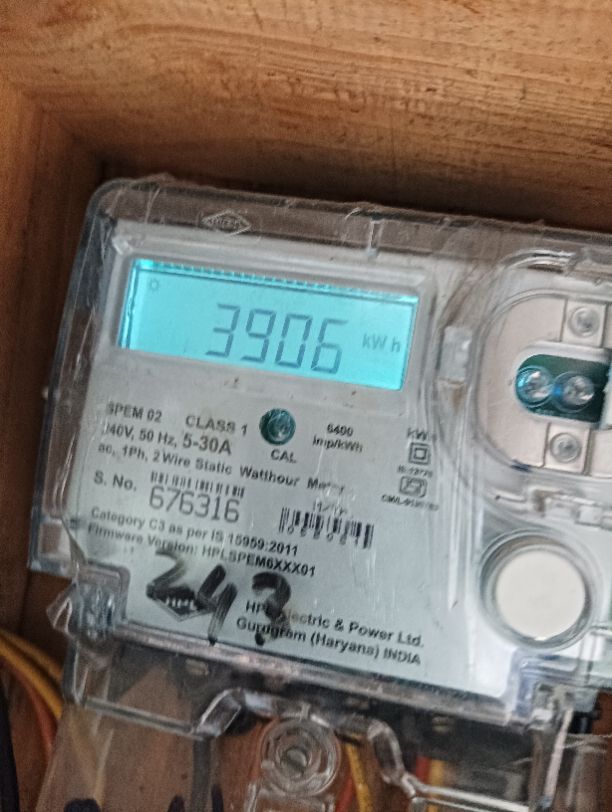 3906 kWh
SPEM 02 CLASS 1 6400
240V, 50 Hz, 5-30A imp/kWh
CAL
ac, 1Ph, 2 Wire Static Watthour Meter
S. No. 676316
Category C3 as per IS 15959:2011
Firmware Version: HPLSPEM6XXX01
243
HPL Electric & Power Ltd.
Gurugram (Haryana) INDIA